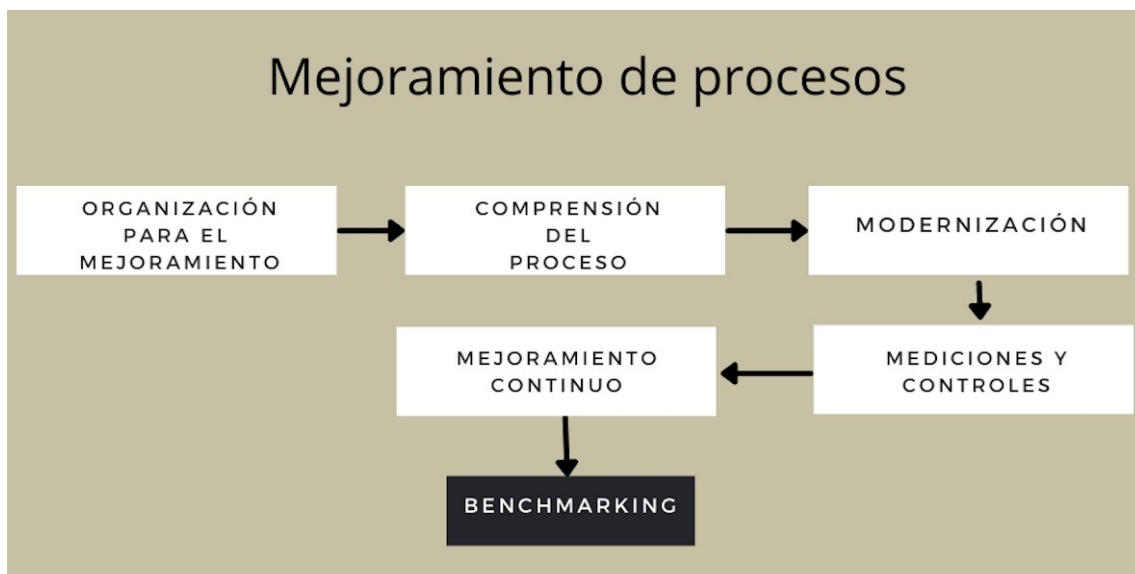 Mejoramiento de procesos
ORGANIZACIÓN
PARA EL
MEJORAMIENTO
COMPRENSIÓN
DEL
PROCESO
MODERNIZACIÓN
MEDICIONES Y
CONTROLES
MEJORAMIENTO
CONTINUO
BENCHMARKING